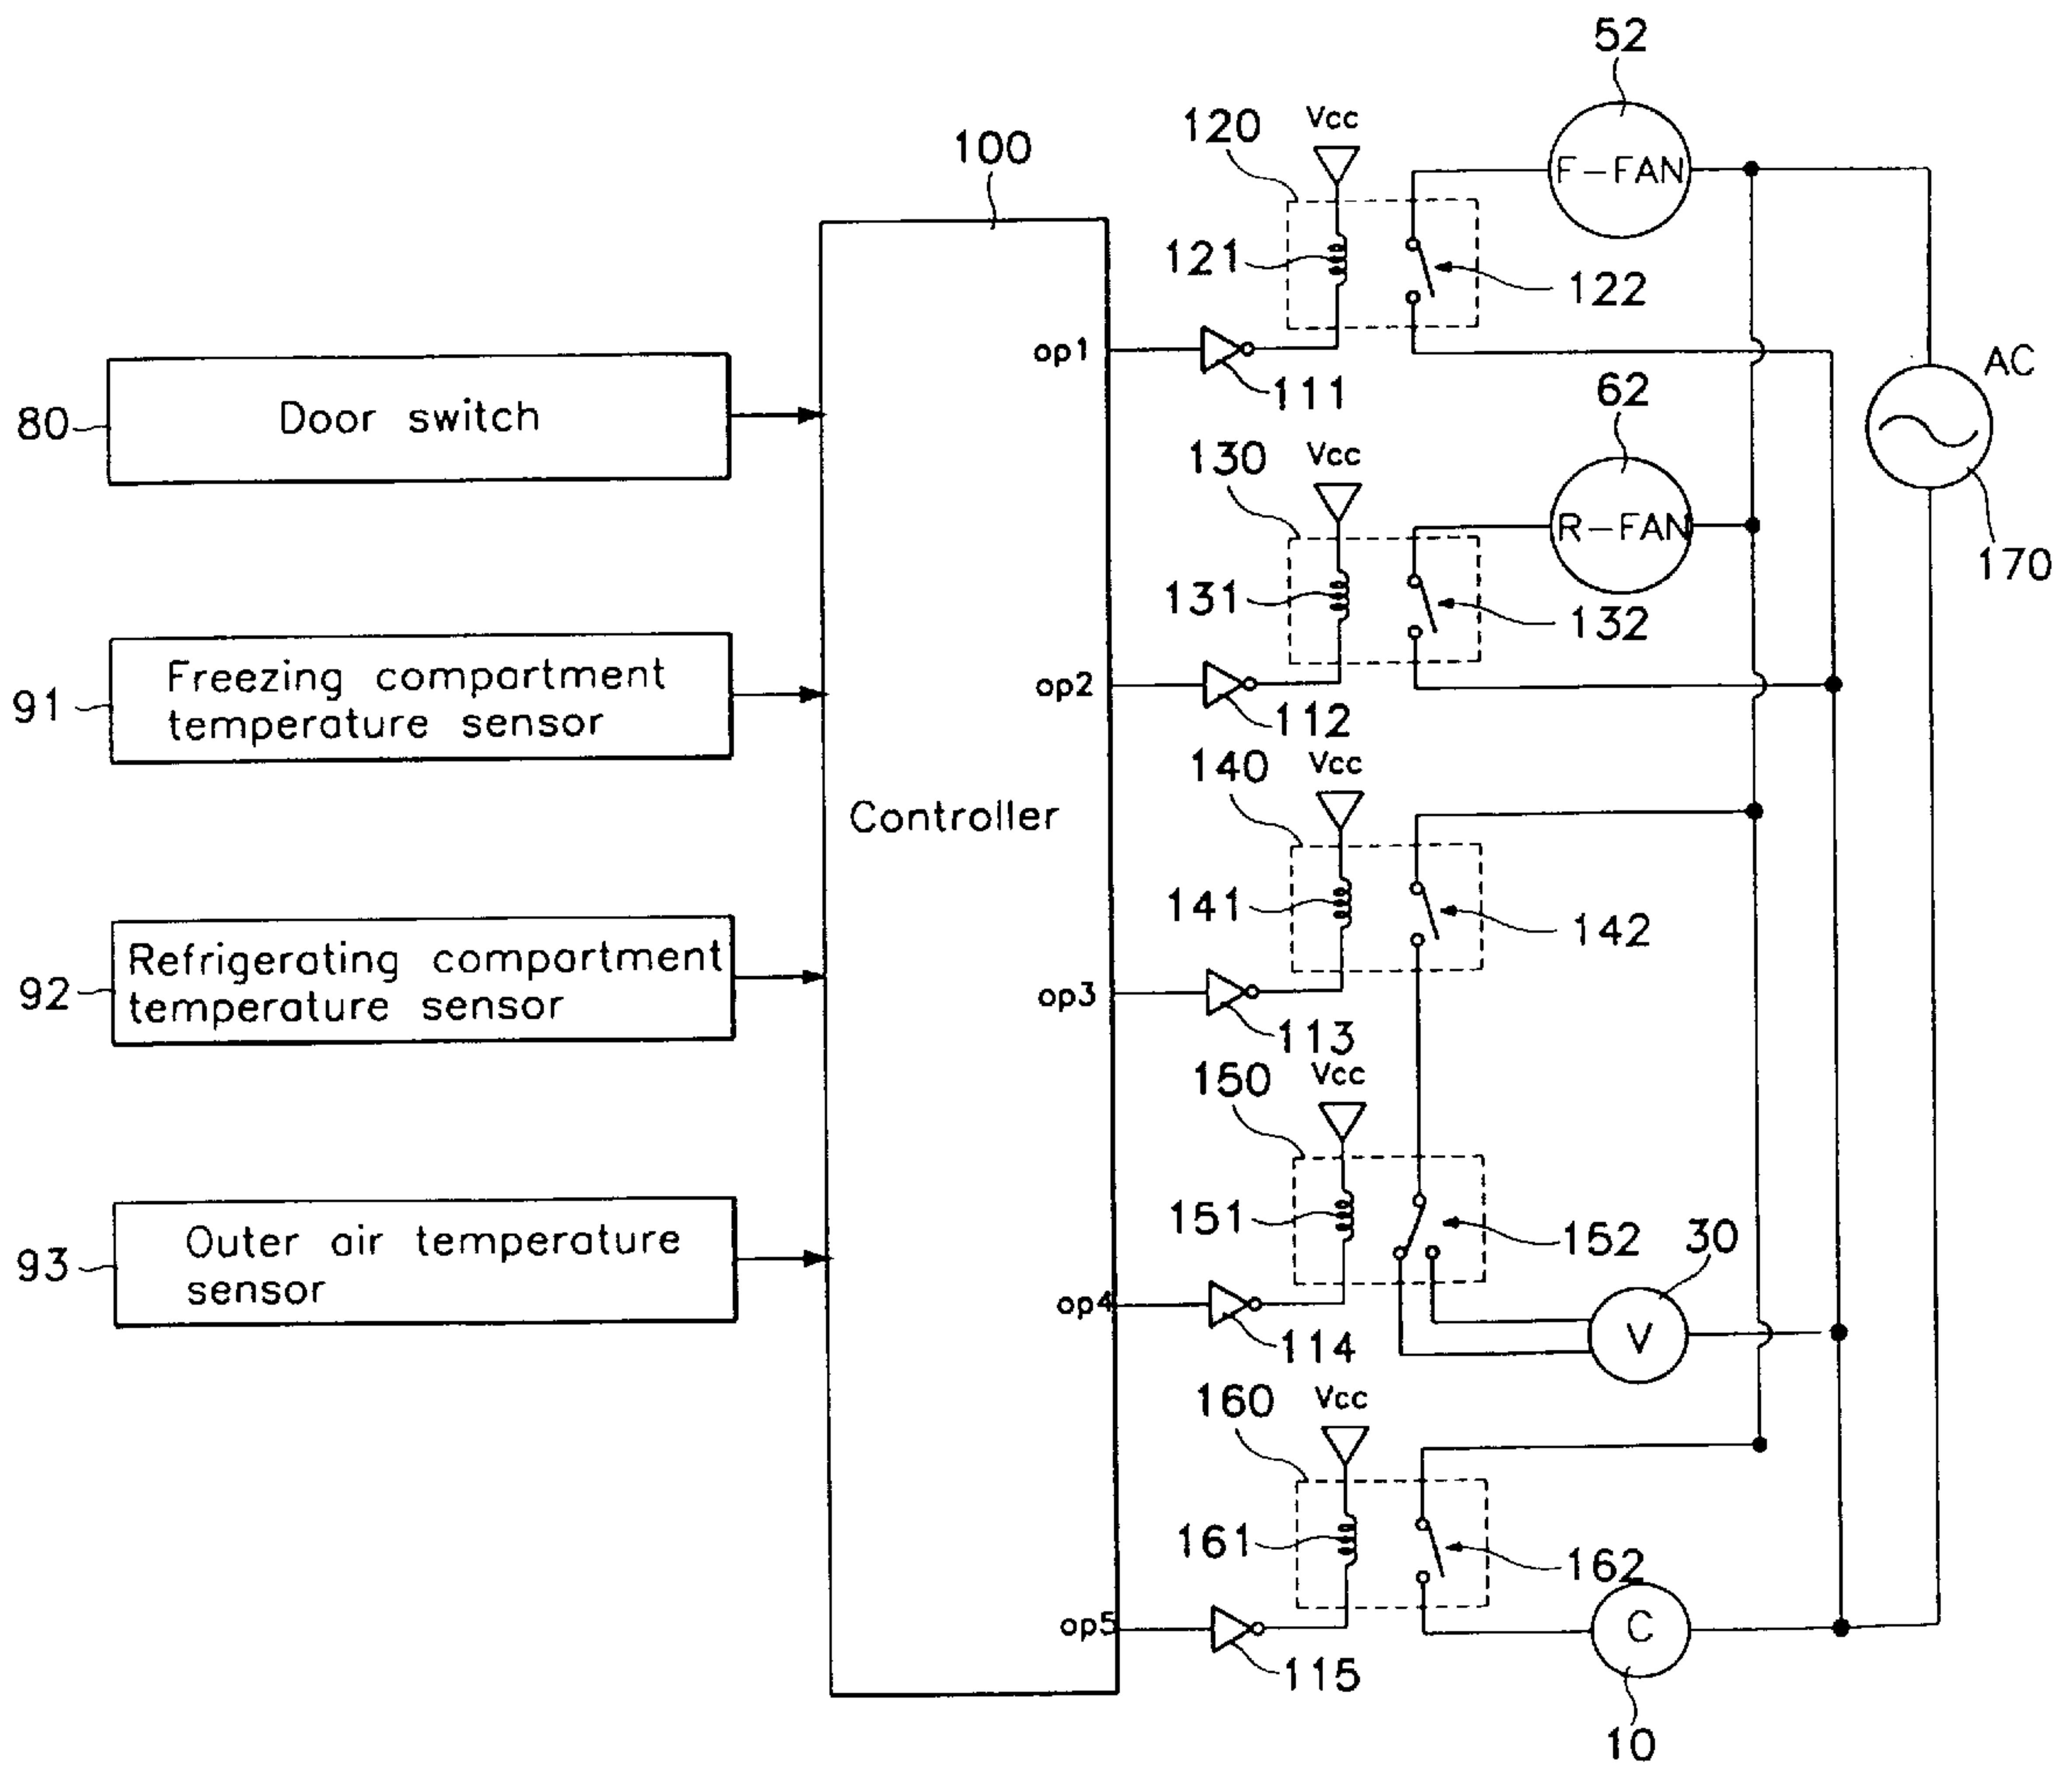 52
120
Vcc
F-FAN
100
121
122
op1
AC
111
62
80
Door switch
130
Vcc
R-FAN
170
131
132
91
Freezing compartment
temperature sensor
op2
112
140
Vcc
Controller
141
142
92
Refrigerating compartment
temperature sensor
op3
113
150
Vcc
151
152
30
93
Outer air temperature
sensor
op4
114
V
160
Vcc
161
162
op5
C
115
10